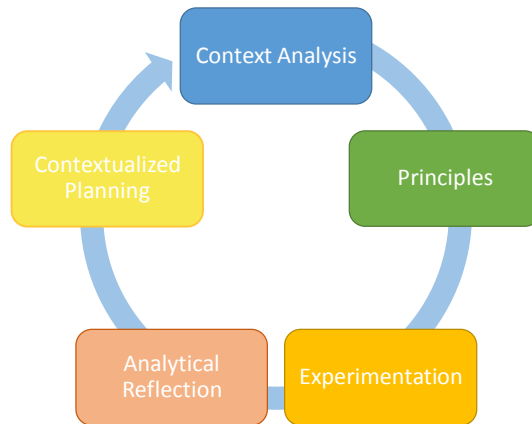 Context Analysis
Principles
Experimentation
Analytical
Reflection
Contextualized
Planning